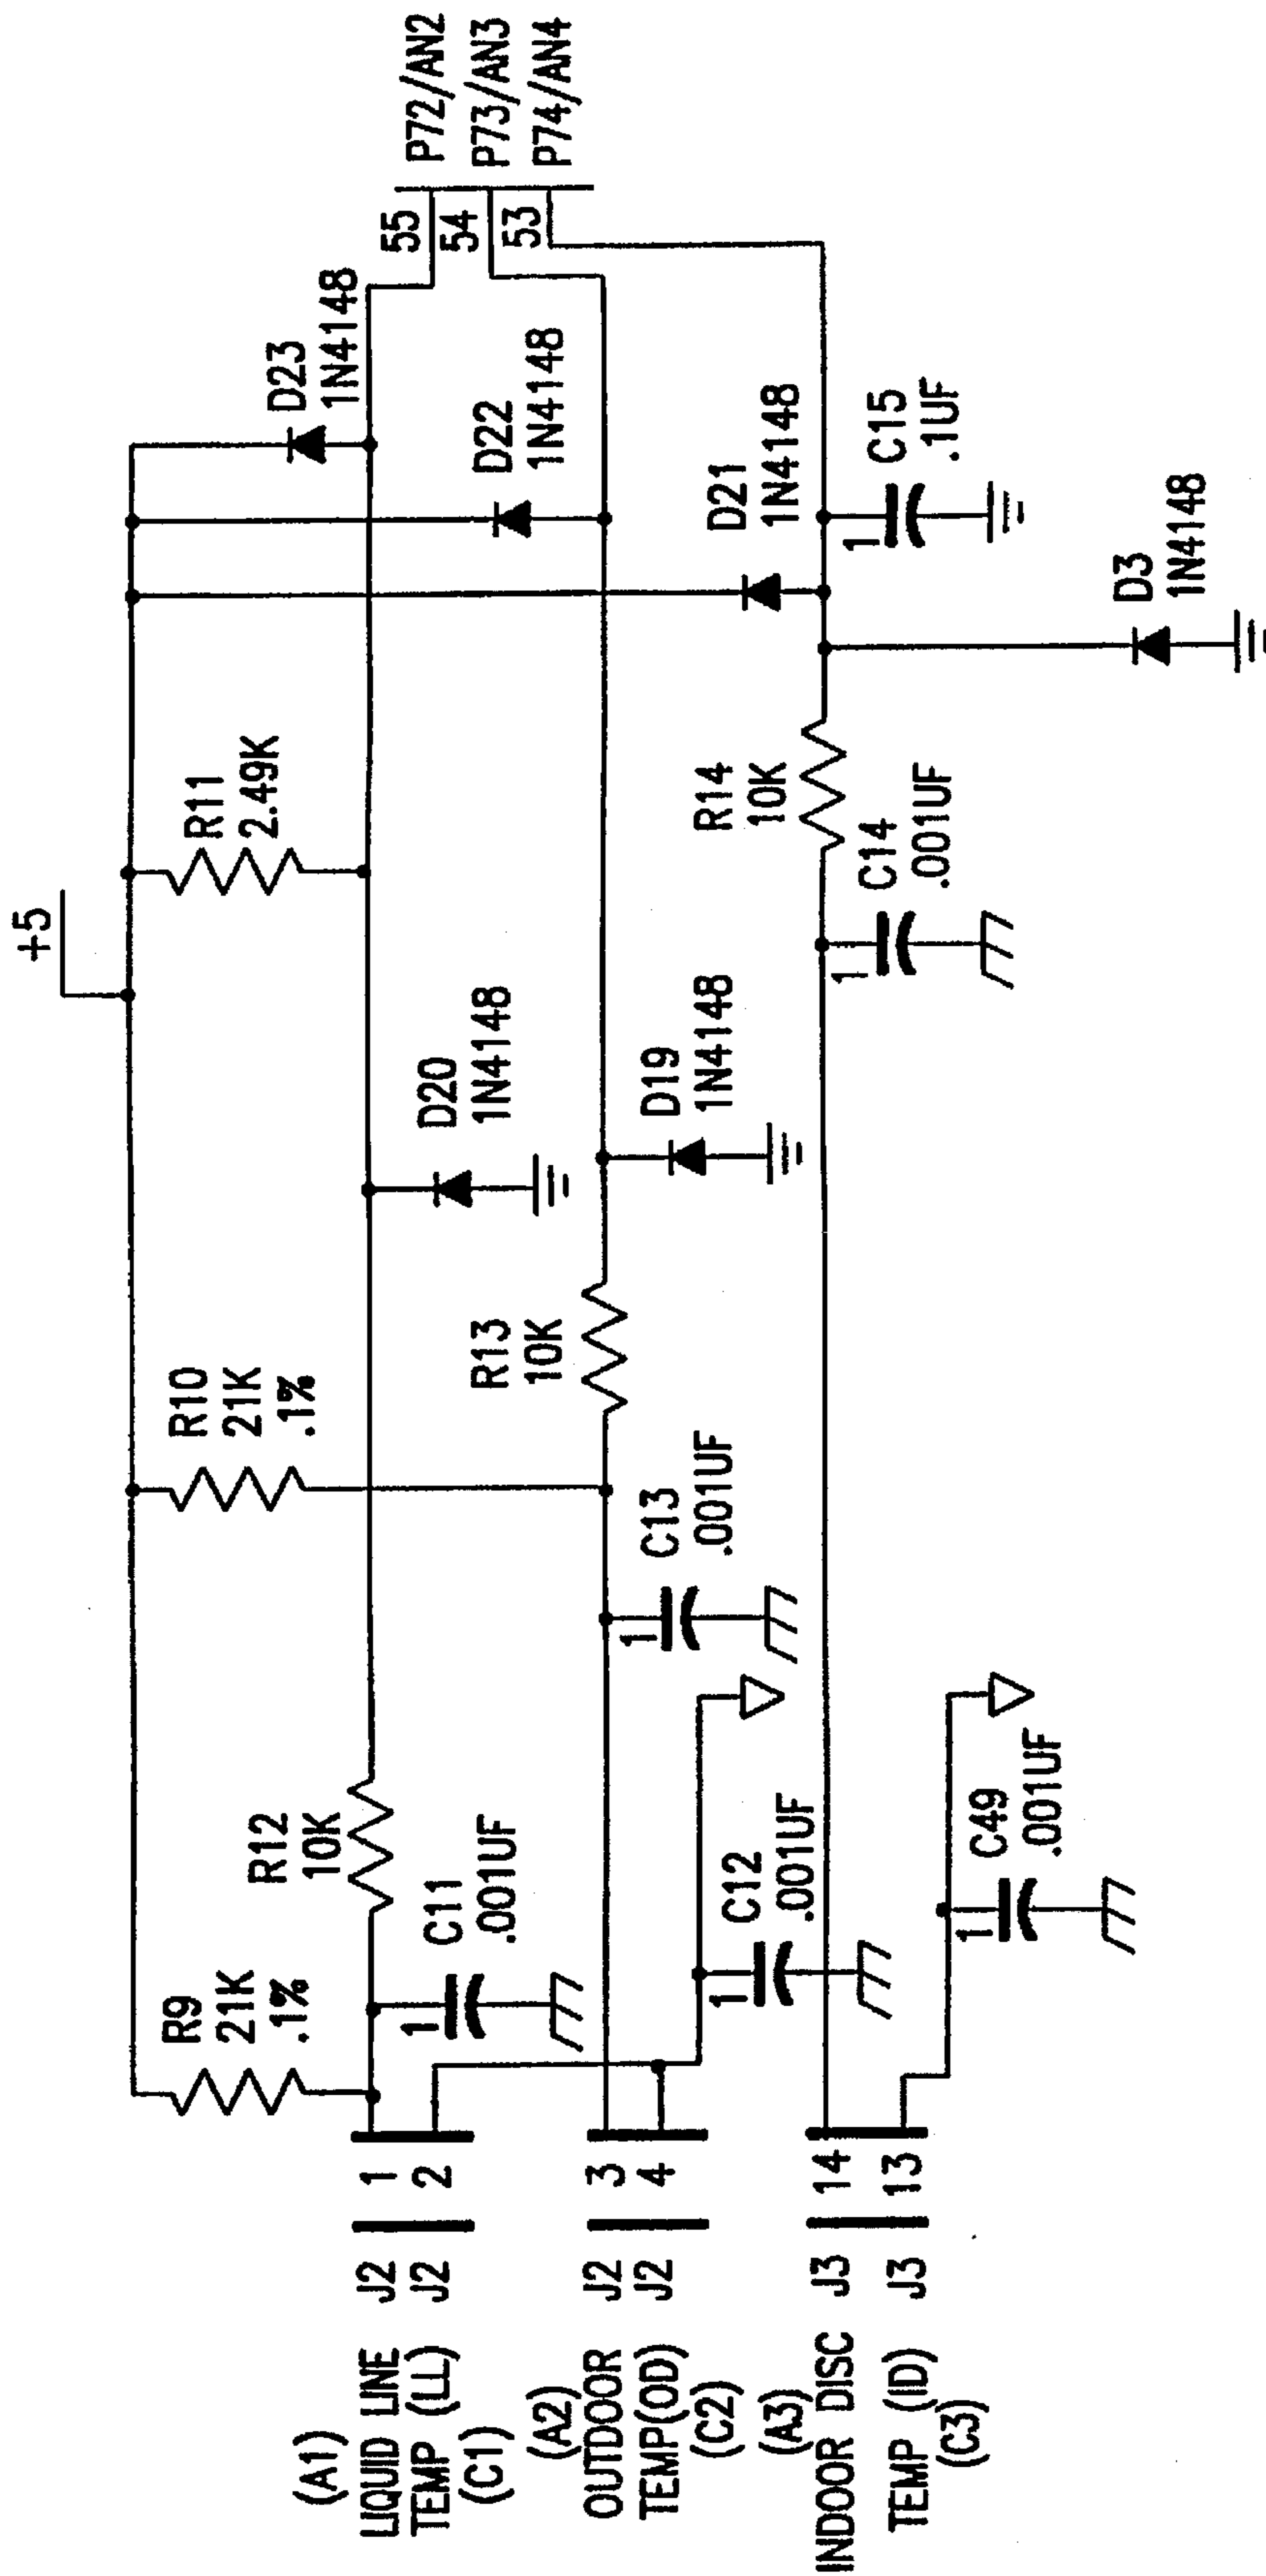 +5
R9
21K
.1%
R10
21K
.1%
R11
2.49K
D23
1N4148
P72/AN2
P73/AN3
P74/AN4
55
54
53
(A1)
LIQUID LINE J2 1
TEMP (LL) J2 2
(C1)
R12
10K
C11
1
.001UF
D20
1N4148
D22
1N4148
(A2)
OUTDOOR J2 3
TEMP(OD) J2 4
(C2)
R13
10K
C13
1
.001UF
D19
1N4148
C12
1
.001UF
D21
1N4148
(A3)
INDOOR DISC J3 14
TEMP (ID) J3 13
(C3)
R14
10K
C14
1
.001UF
C15
1
.1UF
C49
1
.001UF
D3
1N4148